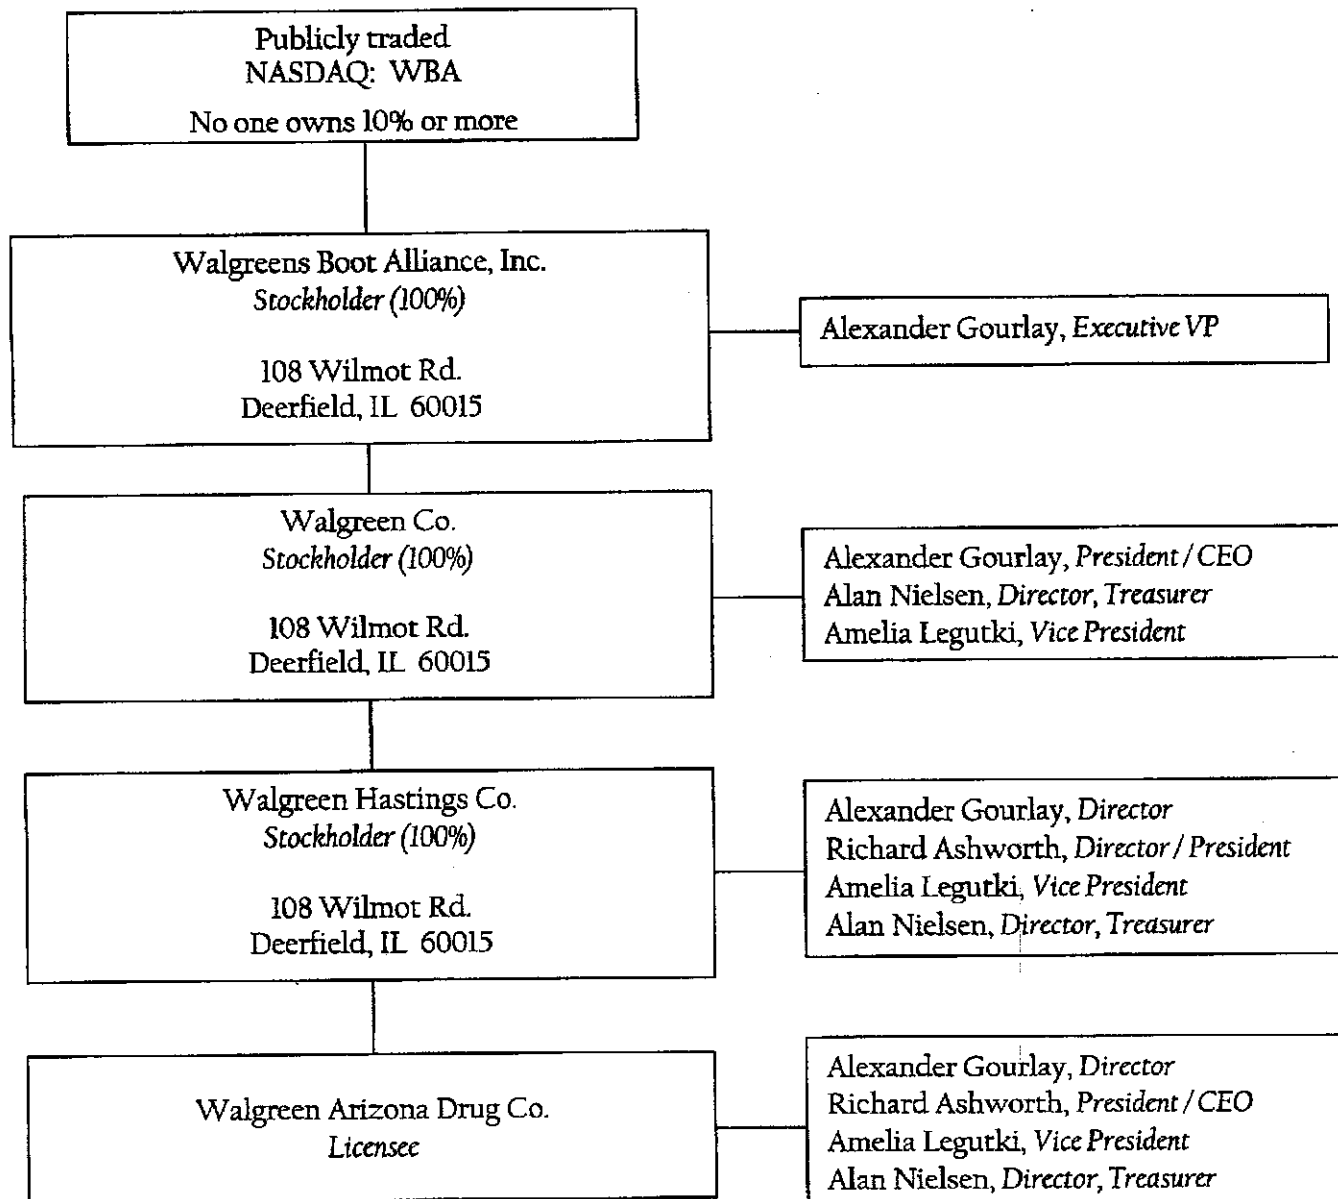 Publicly traded
NASDAQ: WBA
No one owns 10% or more
Walgreens Boot Alliance, Inc.
Stockholder (100%)
108 Wilmot Rd.
Deerfield, IL 60015
Alexander Gourlay, Executive VP
Walgreen Co.
Stockholder (100%)
108 Wilmot Rd.
Deerfield, IL 60015
Alexander Gourlay, President / CEO
Alan Nielsen, Director, Treasurer
Amelia Legutki, Vice President
Walgreen Hastings Co.
Stockholder (100%)
108 Wilmot Rd.
Deerfield, IL 60015
Alexander Gourlay, Director
Richard Ashworth, Director / President
Amelia Legutki, Vice President
Alan Nielsen, Director, Treasurer
Walgreen Arizona Drug Co.
Licensee
Alexander Gourlay, Director
Richard Ashworth, President / CEO
Amelia Legutki, Vice President
Alan Nielsen, Director, Treasurer